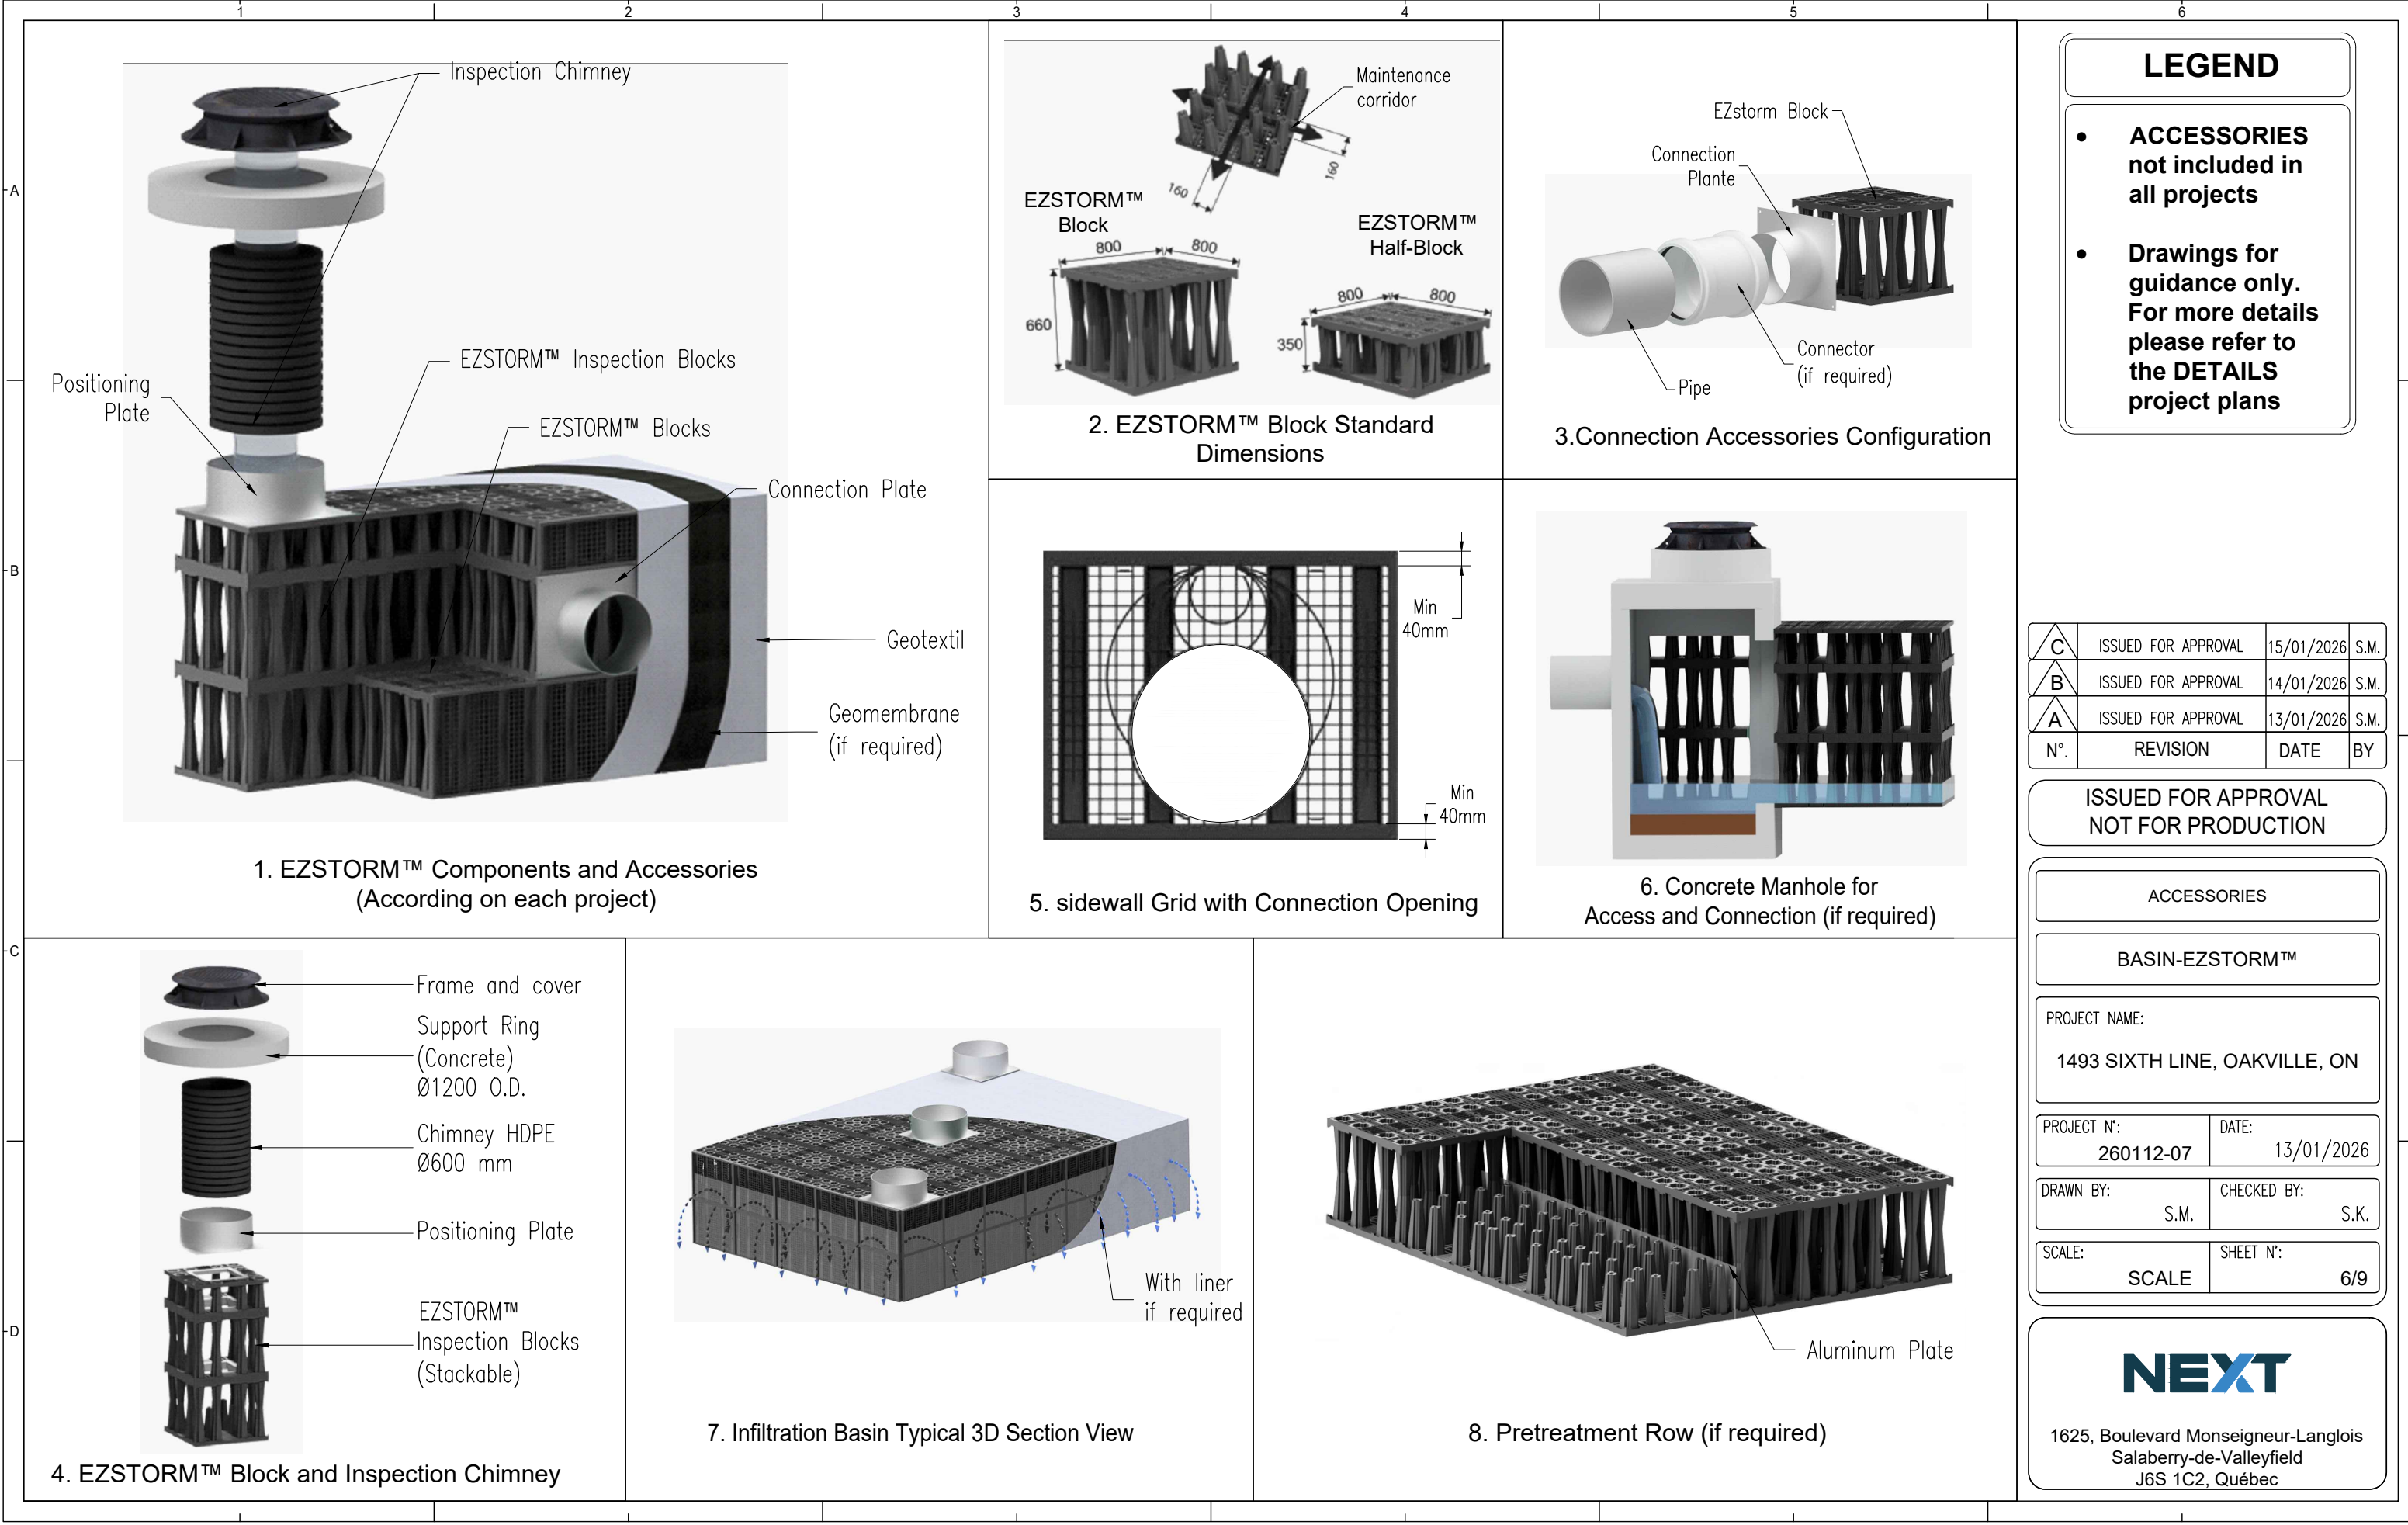 1
2
3
4
5
6
A
B
C
D
Inspection Chimney
EZSTORM™ Inspection Blocks
Positioning
Plate
EZSTORM™ Blocks
Connection Plate
Geotextil
Geomembrane
(if required)
1. EZSTORM™ Components and Accessories
(According on each project)
Maintenance
corridor
160
160
EZSTORM™
Block
800
800
660
EZSTORM™
Half-Block
800
800
350
2. EZSTORM™ Block Standard
Dimensions
EZstorm Block
Connection
Plante
Connector
(if required)
Pipe
3.Connection Accessories Configuration
Min
40mm
Min
40mm
5. sidewall Grid with Connection Opening
6. Concrete Manhole for
Access and Connection (if required)
Frame and cover
Support Ring
(Concrete)
Ø1200 O.D.
Chimney HDPE
Ø600 mm
Positioning Plate
EZSTORM™
Inspection Blocks
(Stackable)
4. EZSTORM™ Block and Inspection Chimney
With liner
if required
7. Infiltration Basin Typical 3D Section View
Aluminum Plate
8. Pretreatment Row (if required)
LEGEND
• ACCESSORIES
not included in
all projects
• Drawings for
guidance only.
For more details
please refer to
the DETAILS
project plans
C ISSUED FOR APPROVAL 15/01/2026 S.M.
B ISSUED FOR APPROVAL 14/01/2026 S.M.
A ISSUED FOR APPROVAL 13/01/2026 S.M.
N°. REVISION DATE BY
ISSUED FOR APPROVAL
NOT FOR PRODUCTION
ACCESSORIES
BASIN-EZSTORM™
PROJECT NAME:
1493 SIXTH LINE, OAKVILLE, ON
PROJECT N°:
260112-07
DATE:
13/01/2026
DRAWN BY:
S.M.
CHECKED BY:
S.K.
SCALE:
SCALE
SHEET N°:
6/9
NEXT
1625, Boulevard Monseigneur-Langlois
Salaberry-de-Valleyfield
J6S 1C2, Québec